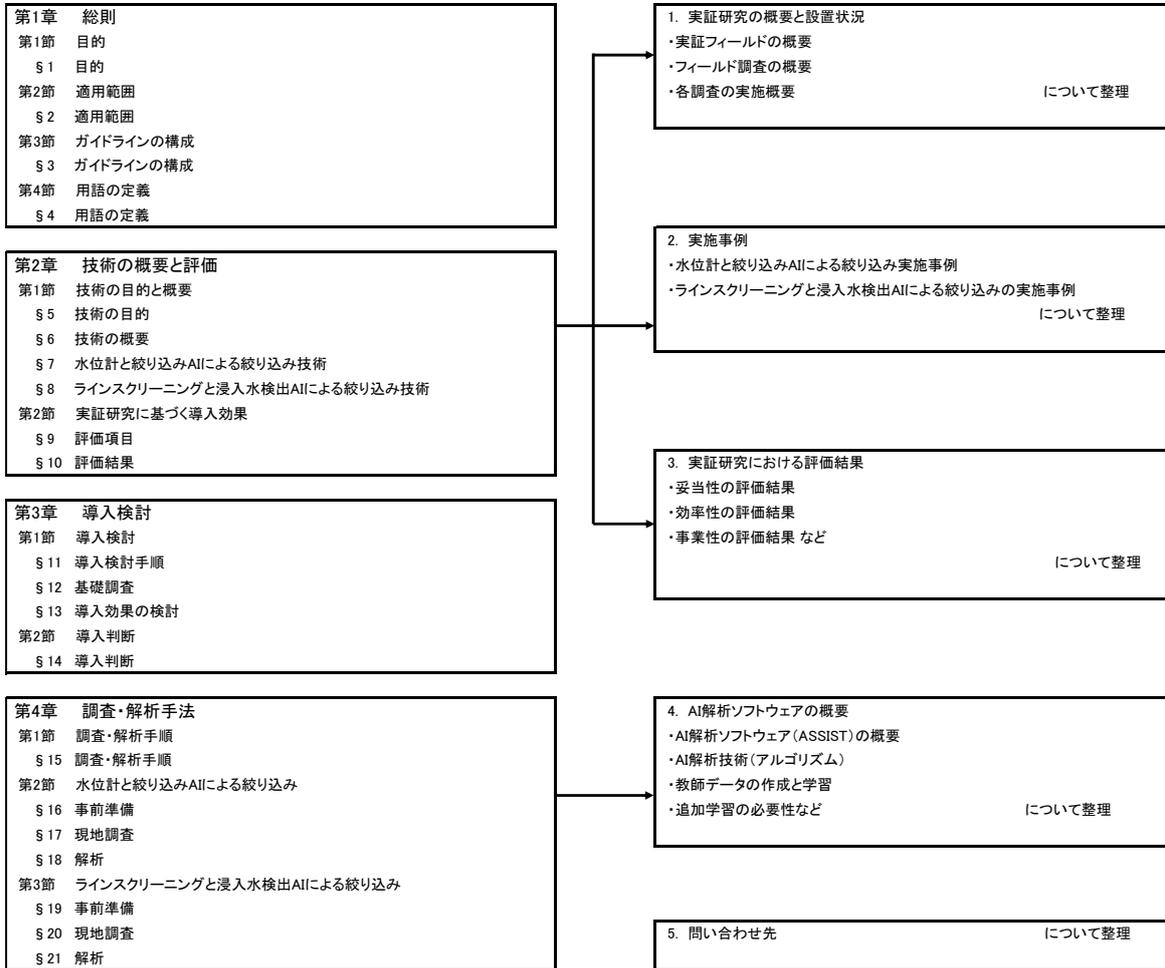 第1章　総則
第1節　目的
§1　目的
第2節　適用範囲
§2　適用範囲
第3節　ガイドラインの構成
§3　ガイドラインの構成
第4節　用語の定義
§4　用語の定義
第2章　技術の概要と評価
第1節　技術の目的と概要
§5　技術の目的
§6　技術の概要
§7　水位計と絞り込みAIによる絞り込み技術
§8　ラインスクリーニングと浸入水検出AIによる絞り込み技術
第2節　実証研究に基づく導入効果
§9　評価項目
§10　評価結果
第3章　導入検討
第1節　導入検討
§11　導入検討手順
§12　基礎調査
§13　導入効果の検討
第2節　導入判断
§14　導入判断
第4章　調査・解析手法
第1節　調査・解析手順
§15　調査・解析手順
第2節　水位計と絞り込みAIによる絞り込み
§16　事前準備
§17　現地調査
§18　解析
第3節　ラインスクリーニングと浸入水検出AIによる絞り込み
§19　事前準備
§20　現地調査
§21　解析
1.　実証研究の概要と設置状況
・実証フィールドの概要
・フィールド調査の概要
・各調査の実施概要　について整理
2.　実施事例
・水位計と絞り込みAIによる絞り込み実施事例
・ラインスクリーニングと浸入水検出AIによる絞り込みの実施事例
について整理
3.　実証研究における評価結果
・妥当性の評価結果
・効率性の評価結果
・事業性の評価結果 など
について整理
4.　AI解析ソフトウェアの概要
・AI解析ソフトウェア（ASSIST）の概要
・AI解析技術（アルゴリズム）
・教師データの作成と学習
・追加学習の必要性など　について整理
5.　問い合わせ先　について整理